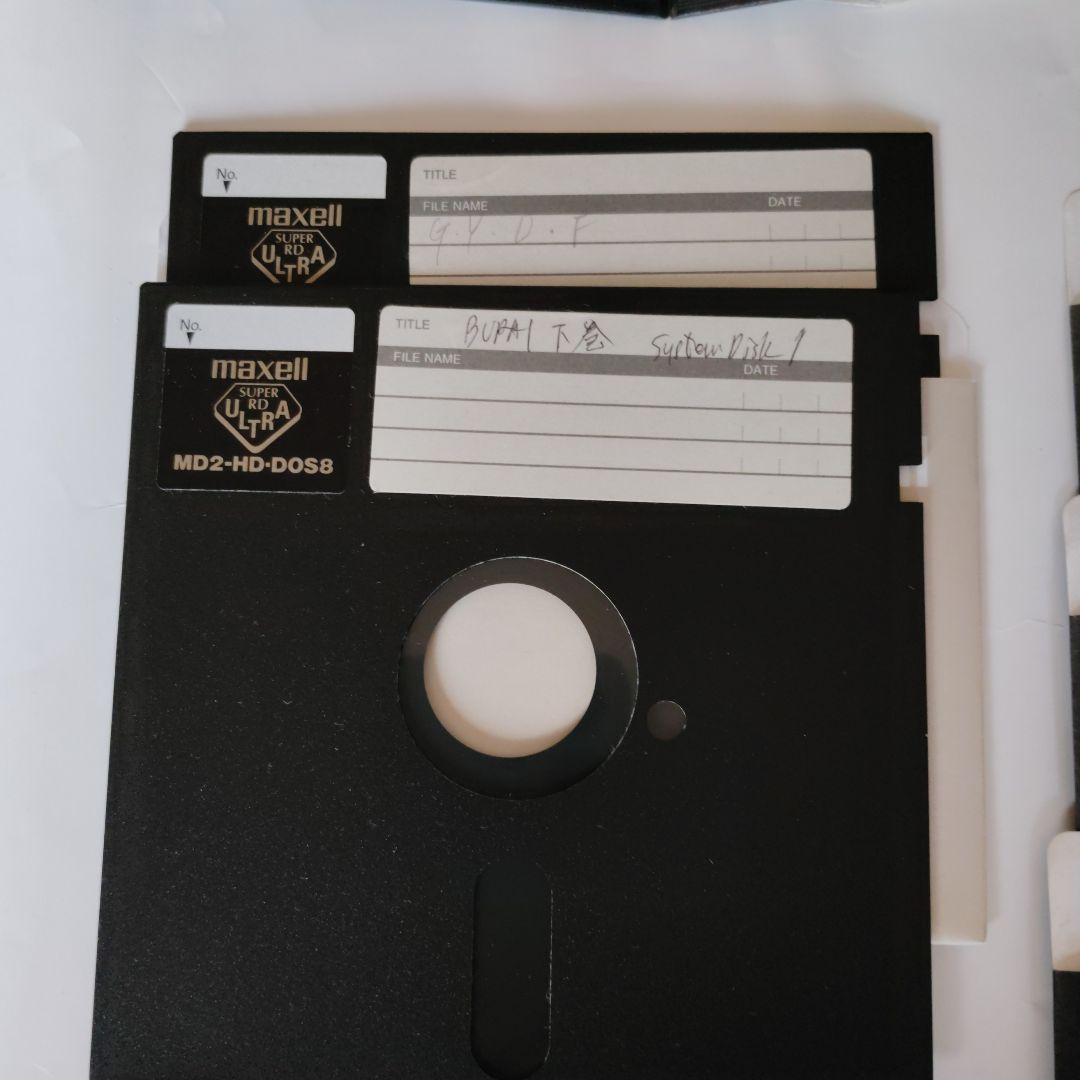 No.
maxell
SUPER
RD
ULTRA
TITLE
FILE NAME DATE
G.Y.D.F
No.
maxell
SUPER
RD
ULTRA
MD2-HD-DOS8
TITLE BURAI 下巻 System Disk 1
FILE NAME DATE